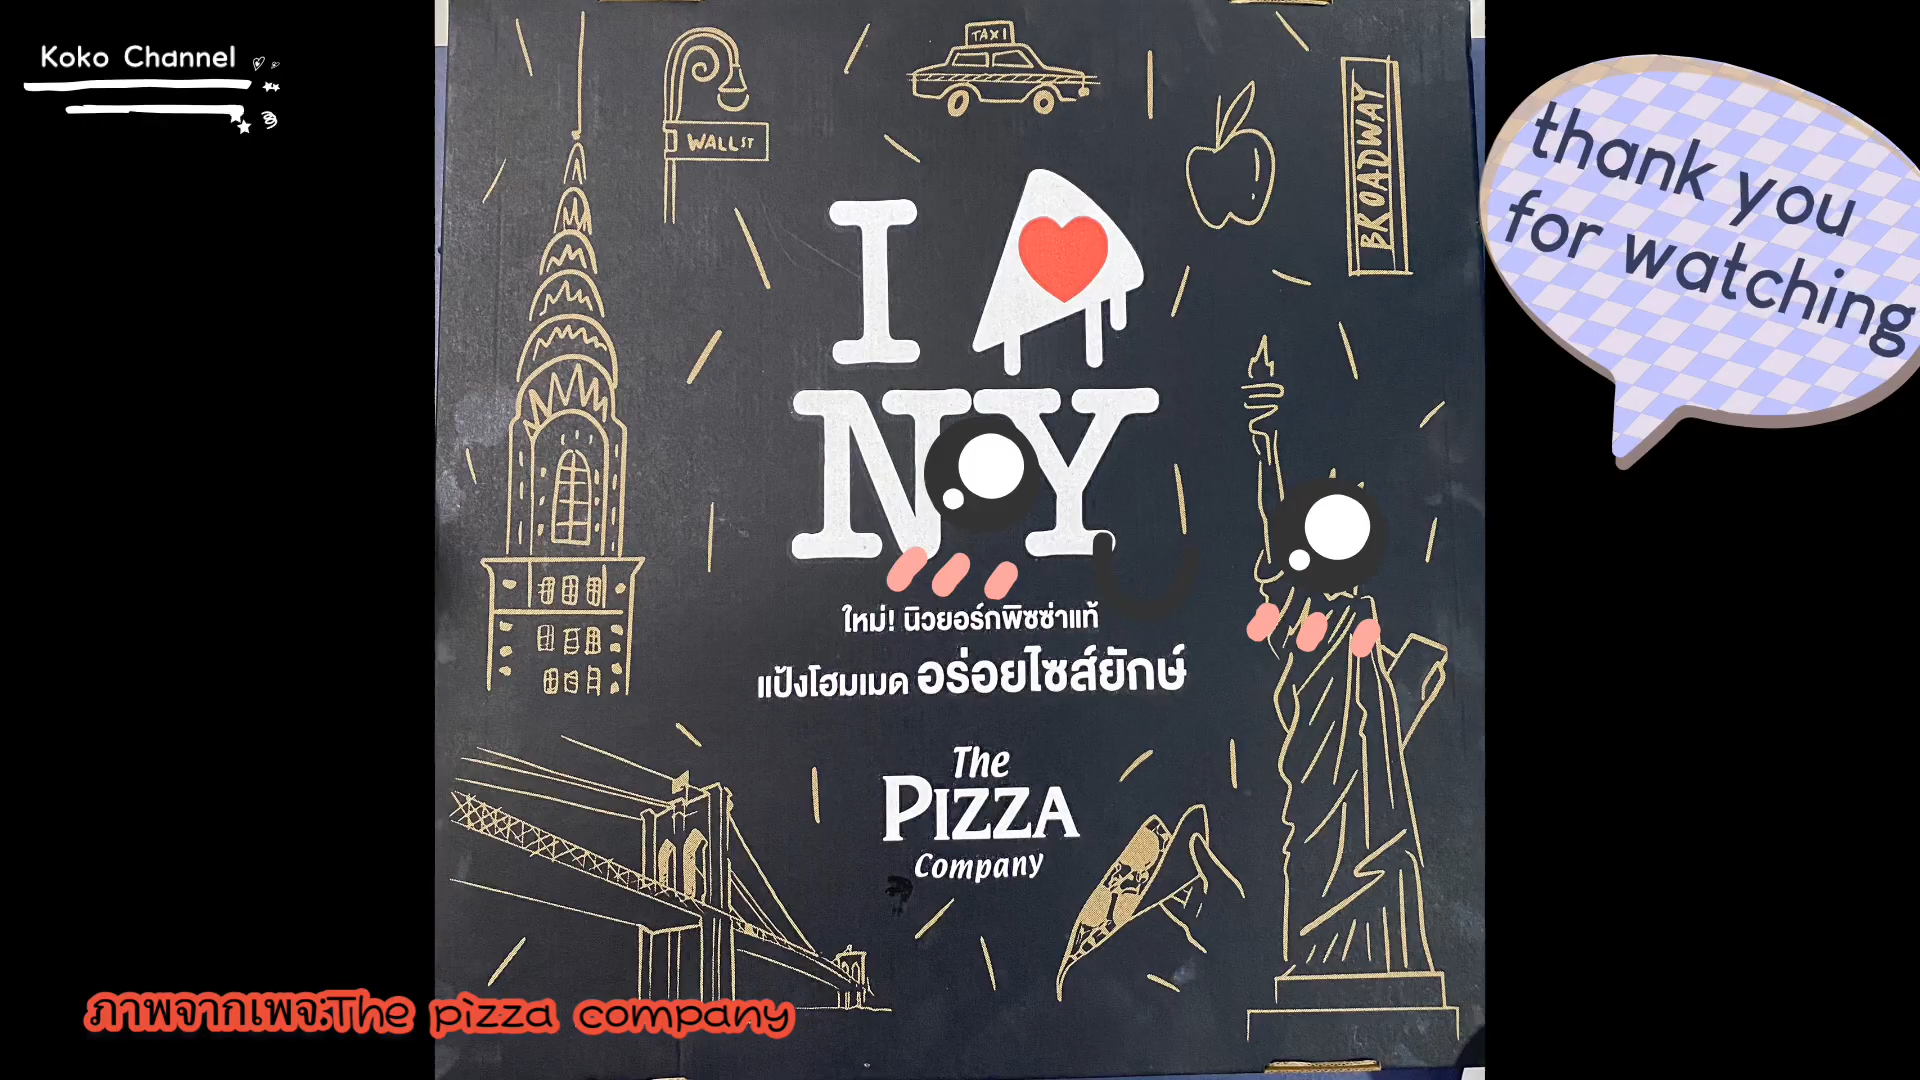 Koko Channel
TAXI
WALL ST
BROADWAY
thank you
for watching
I
NY
ใหม่! นิวยอร์กพิซซ่าแท้
แป้งโฮมเมด อร่อยไซส์ยักษ์
The
PIZZA
Company
ภาพจากเพจ:The pizza company